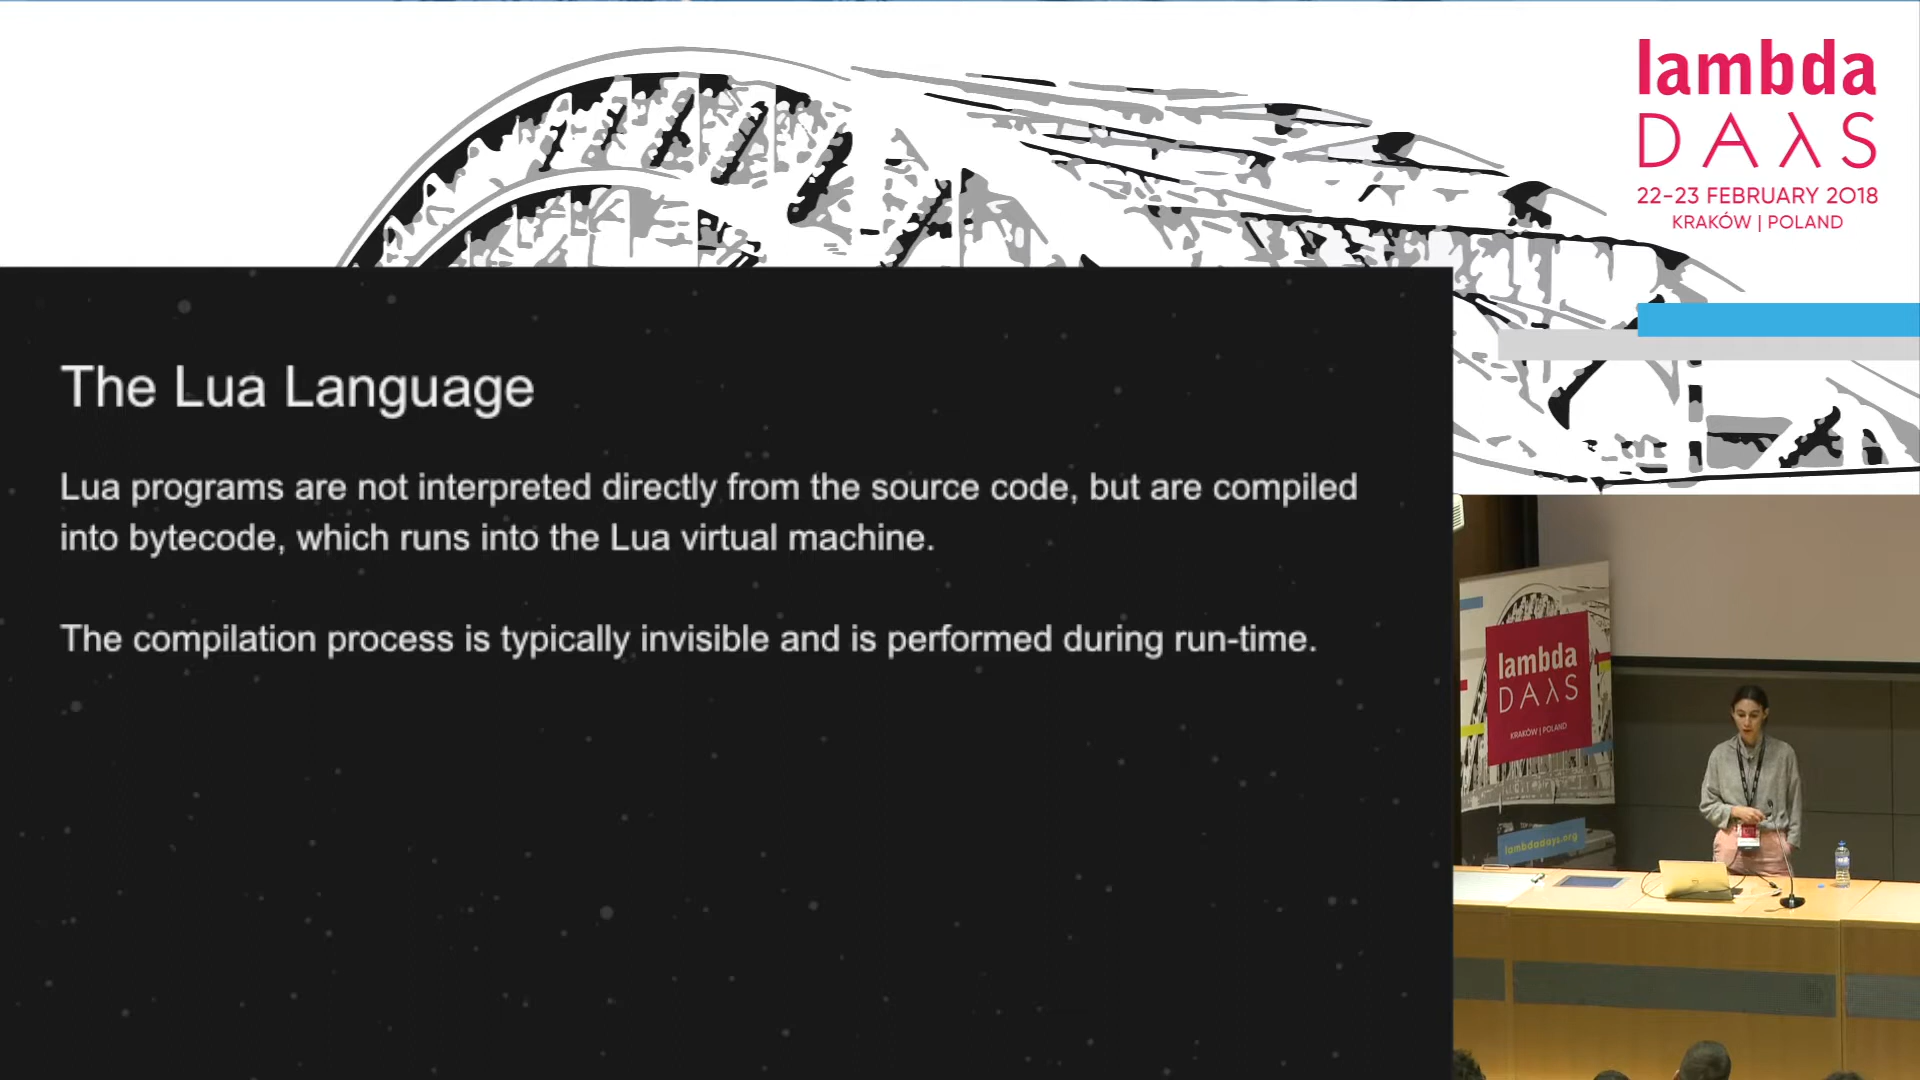 lambda
DAλS
22-23 FEBRUARY 2018
KRAKÓW | POLAND
The Lua Language
Lua programs are not interpreted directly from the source code, but are compiled
into bytecode, which runs into the Lua virtual machine.
The compilation process is typically invisible and is performed during run-time.
lambda
DAλS
KRAKÓW | POLAND
lambdadays.org